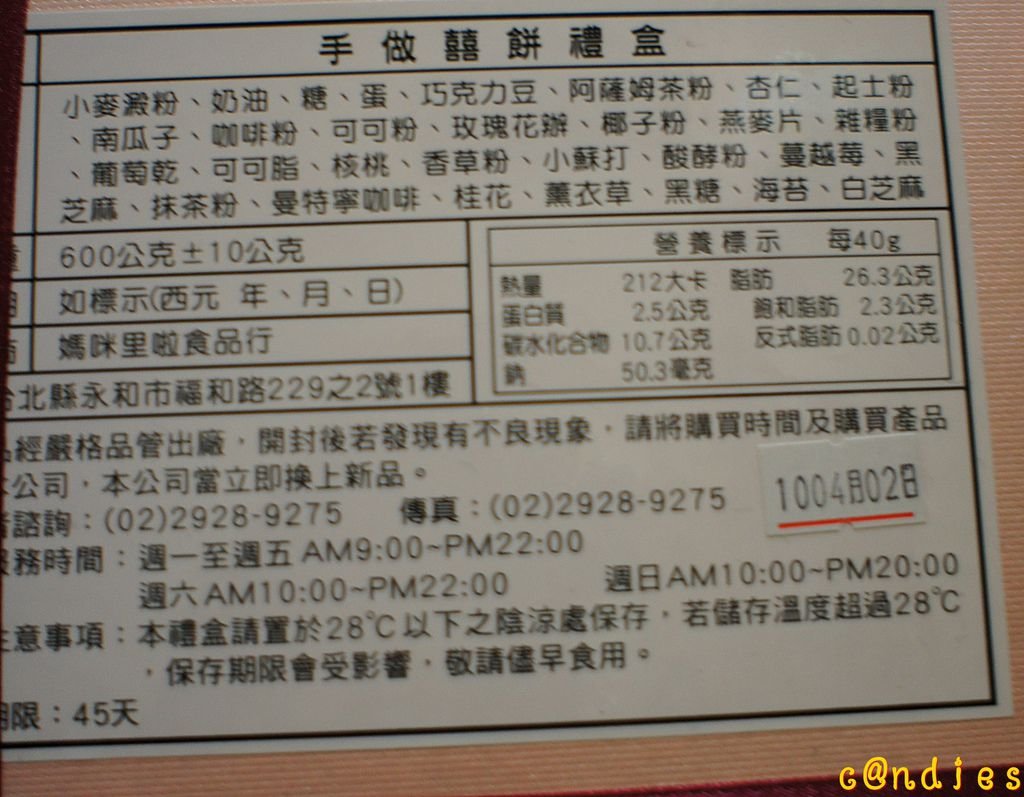 手做囍餅禮盒
小麥澱粉、奶油、糖、蛋、巧克力豆、阿薩姆茶粉、杏仁、起士粉
、南瓜子、咖啡粉、可可粉、玫瑰花辦、椰子粉、燕麥片、雜糧粉
、葡萄乾、可可脂、核桃、香草粉、小蘇打、酸酵粉、蔓越莓、黑
芝麻、抹茶粉、曼特寧咖啡、桂花、薰衣草、黑糖、海苔、白芝麻
600公克±10公克
如標示(西元 年、月、日)
媽咪里啦食品行
台北縣永和市福和路229之2號1樓
營養標示 每40g
熱量 212大卡 脂肪 26.3公克
蛋白質 2.5公克 飽和脂肪 2.3公克
碳水化合物 10.7公克 反式脂肪 0.02公克
鈉 50.3毫克
經嚴格品管出廠，開封後若發現有不良現象，請將購買時間及購買產品
公司，本公司當立即換上新品。
諮詢：(02)2928-9275 傳真：(02)2928-9275
1004月02日
服務時間：週一至週五 AM9:00~PM22:00
週六 AM10:00~PM22:00 週日AM10:00~PM20:00
注意事項：本禮盒請置於28℃以下之陰涼處保存，若儲存溫度超過28℃
，保存期限會受影響，敬請儘早食用。
期限：45天
c@ndies